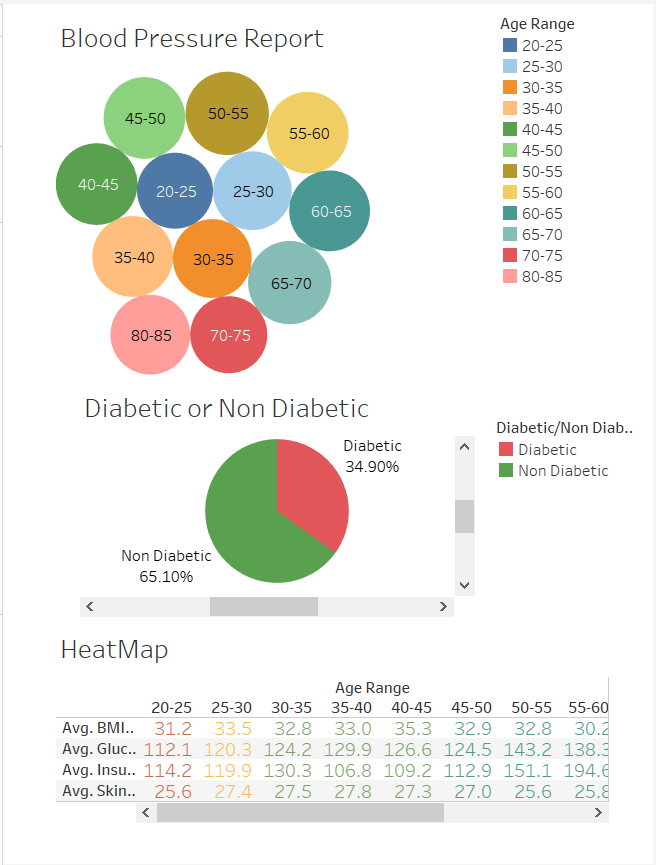 Blood Pressure Report
45-50
50-55
55-60
40-45
20-25
25-30
60-65
35-40
30-35
65-70
80-85
70-75
Age Range
20-25
25-30
30-35
35-40
40-45
45-50
50-55
55-60
60-65
65-70
70-75
80-85
Diabetic or Non Diabetic
Diabetic
34.90%
Non Diabetic
65.10%
Diabetic/Non Diab..
Diabetic
Non Diabetic
HeatMap
Age Range
20-25 25-30 30-35 35-40 40-45 45-50 50-55 55-60
Avg. BMI.. 31.2 33.5 32.8 33.0 35.3 32.9 32.8 30.2
Avg. Gluc.. 112.1 120.3 124.2 129.9 126.6 124.5 143.2 138.3
Avg. Insu.. 114.2 119.9 130.3 106.8 109.2 112.9 151.1 194.6
Avg. Skin.. 25.6 27.4 27.5 27.8 27.3 27.0 25.6 25.8